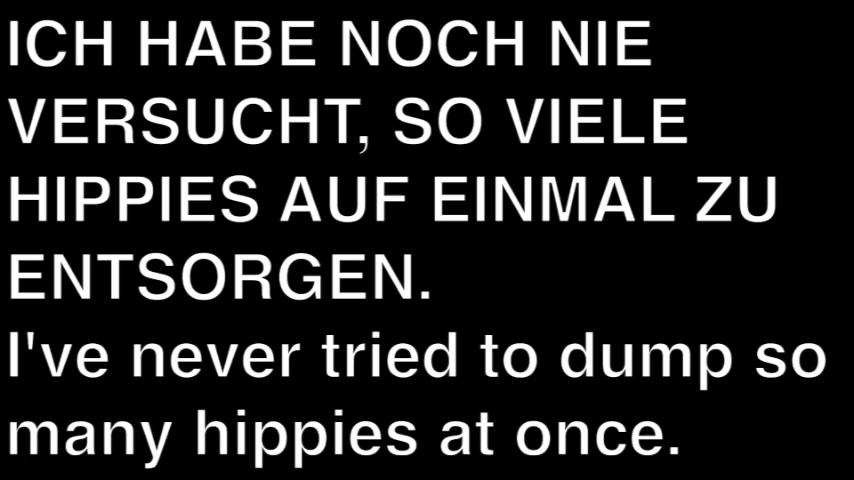 ICH HABE NOCH NIE
VERSUCHT, SO VIELE
HIPPIES AUF EINMAL ZU
ENTSORGEN.
I've never tried to dump so
many hippies at once.